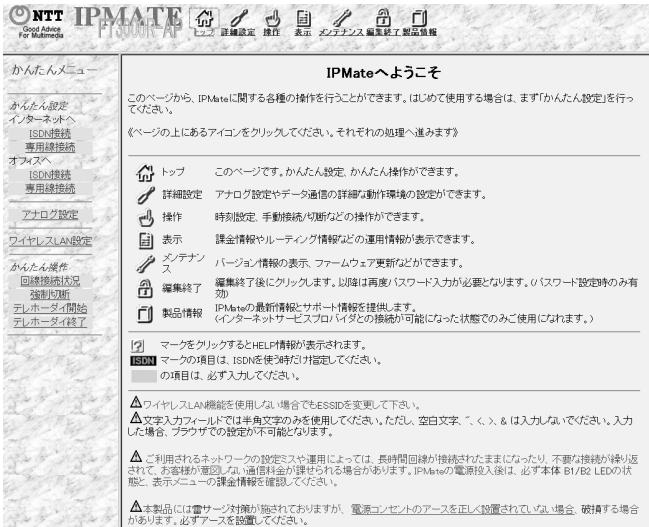 NTT
Good Advice
For Multimedia
IPMATE
FT3000R-AP
トップ 詳細設定 操作 表示 メンテナンス 編集終了 製品情報
かんたんメニュー
かんたん設定
インターネットへ
ISDN接続
専用線接続
オフィスへ
ISDN接続
専用線接続
アナログ設定
ワイヤレスLAN設定
かんたん操作
回線接続状況
強制切断
テレホーダイ開始
テレホーダイ終了
IPMateへようこそ
このページから、IPMateに関する各種の操作を行うことができます。はじめて使用する場合は、まず「かんたん設定」を行っ
てください。
《ページの上にあるアイコンをクリックしてください。それぞれの処理へ進みます》
トップ このページです。かんたん設定、かんたん操作ができます。
詳細設定 アナログ設定やデータ通信の詳細な動作環境の設定ができます。
操作 時刻設定、手動接続/切断などの操作ができます。
表示 課金情報やルーティング情報などの運用情報が表示できます。
メンテナン
ス バージョン情報の表示、ファームウェア更新などができます。
編集終了 編集終了後にクリックします。以降は再度パスワード入力が必要となります。(パスワード設定時のみ有
効)
製品情報 IPMateの最新情報とサポート情報を提供します。
(インターネットサービスプロバイダとの接続が可能になった状態でのみご使用になれます。)
? マークをクリックするとHELP情報が表示されます。
ISDN マークの項目は、ISDNを使う時だけ指定してください。
の項目は、必ず入力してください。
⚠ワイヤレスLAN機能を使用しない場合でもESSIDを変更して下さい。
⚠文字入力フィールドでは半角文字のみを使用してください。ただし、空白文字、"、<、>、& は入力しないでください。入力
した場合、ブラウザでの設定が不可能となります。
⚠ ご利用されるネットワークの設定ミスや運用によっては、長時間回線が接続されたままになったり、不要な接続が繰り返
されて、お客様が意図しない通信料金が課せられる場合があります。IPMateの電源投入後は、必ず本体 B1/B2 LEDの状
態と、表示メニューの課金情報を確認してください。
⚠本製品には雷サージ対策が施されておりますが、電源コンセントのアースを正しく設置されていない場合、破損する場合
があります。必ずアースを設置してください。